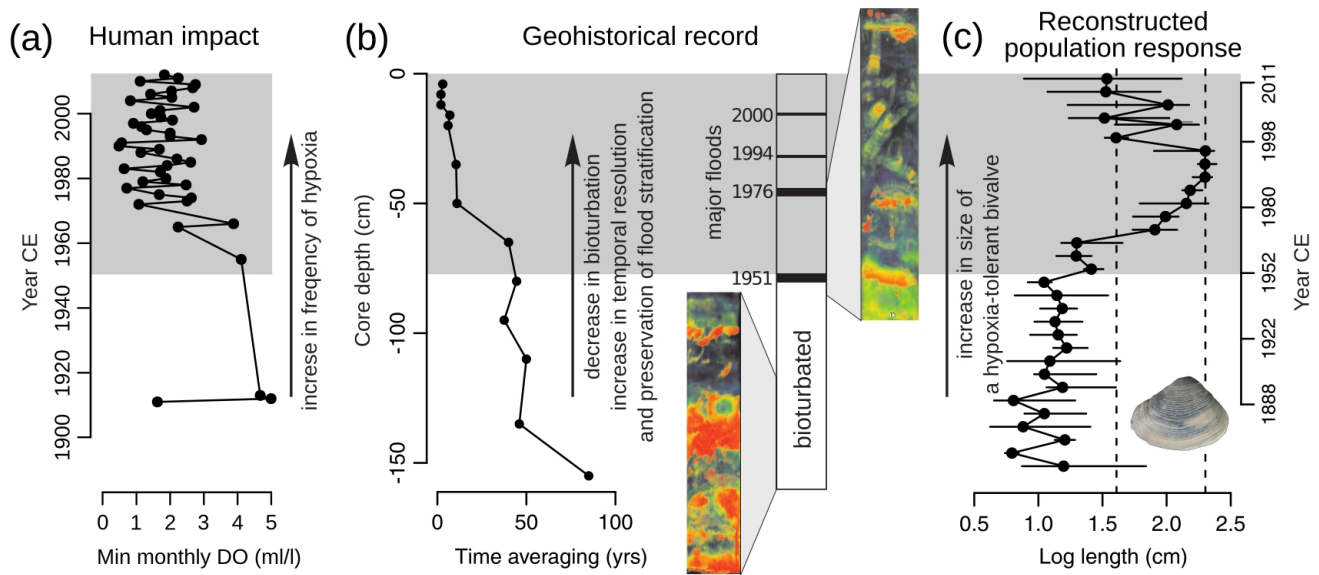 (a)
Human impact
Year CE
1900
1920
1940
1960
1980
2000
increse in freqency of hypoxia
0 1 2 3 4 5
Min monthly DO (ml/l)
(b)
Geohistorical record
Core depth (cm)
0
-50
-100
-150
decrease in bioturbation
increase in temporal resolution
and preservation of flood stratification
0 50 100
Time averaging (yrs)
major floods
2000
1994
1976
1951
bioturbated
(c)
Reconstructed
population response
increase in size of
a hypoxia-tolerant bivalve
2011
1998
1980
1952
1922
1888
Year CE
0.5 1.0 1.5 2.0 2.5
Log length (cm)